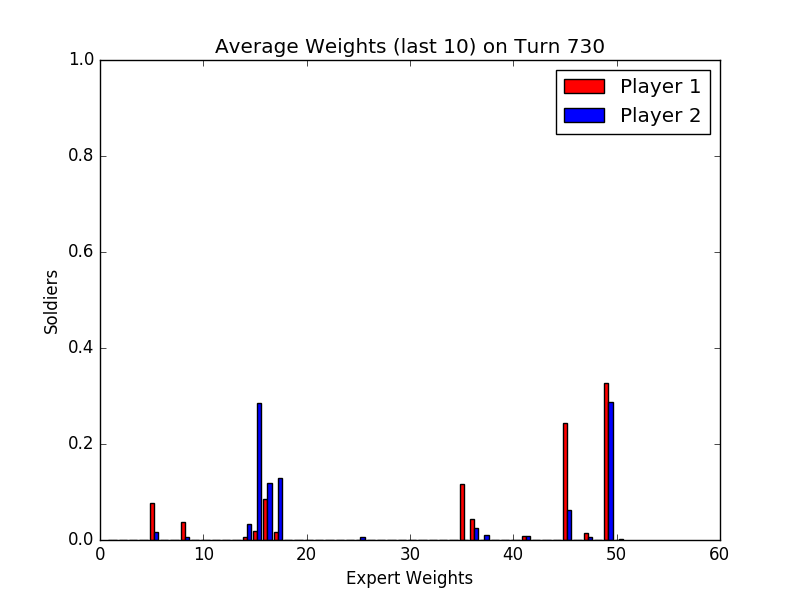 Average Weights (last 10) on Turn 730
1.0
0.8
0.6
0.4
0.2
0.0
0 10 20 30 40 50 60
Soldiers
Expert Weights
Player 1
Player 2